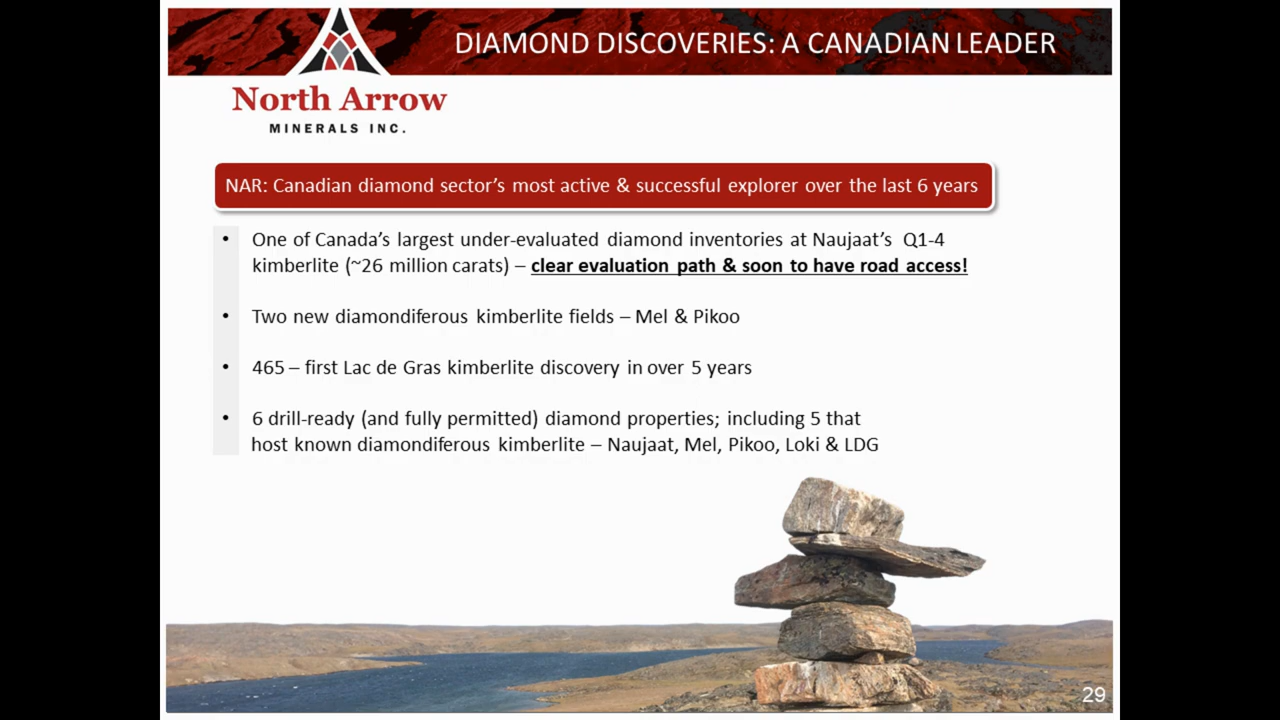 DIAMOND DISCOVERIES: A CANADIAN LEADER
North Arrow
MINERALS INC.
NAR: Canadian diamond sector's most active & successful explorer over the last 6 years
• One of Canada's largest under-evaluated diamond inventories at Naujaat's Q1-4
kimberlite (~26 million carats) – clear evaluation path & soon to have road access!
• Two new diamondiferous kimberlite fields – Mel & Pikoo
• 465 – first Lac de Gras kimberlite discovery in over 5 years
• 6 drill-ready (and fully permitted) diamond properties; including 5 that
host known diamondiferous kimberlite – Naujaat, Mel, Pikoo, Loki & LDG
29